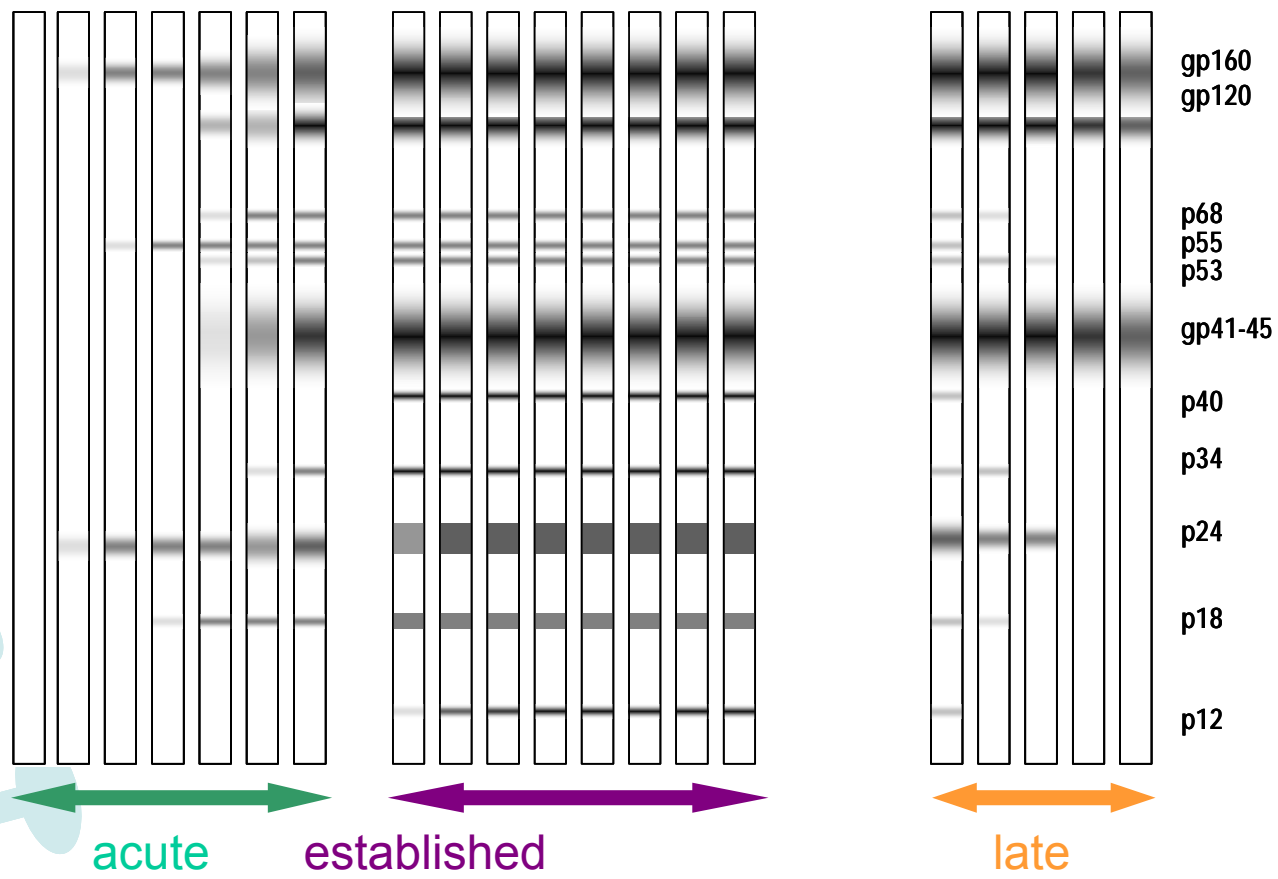 gp160
gp120
p68
p55
p53
gp41-45
p40
p34
p24
p18
p12
acute
established
late